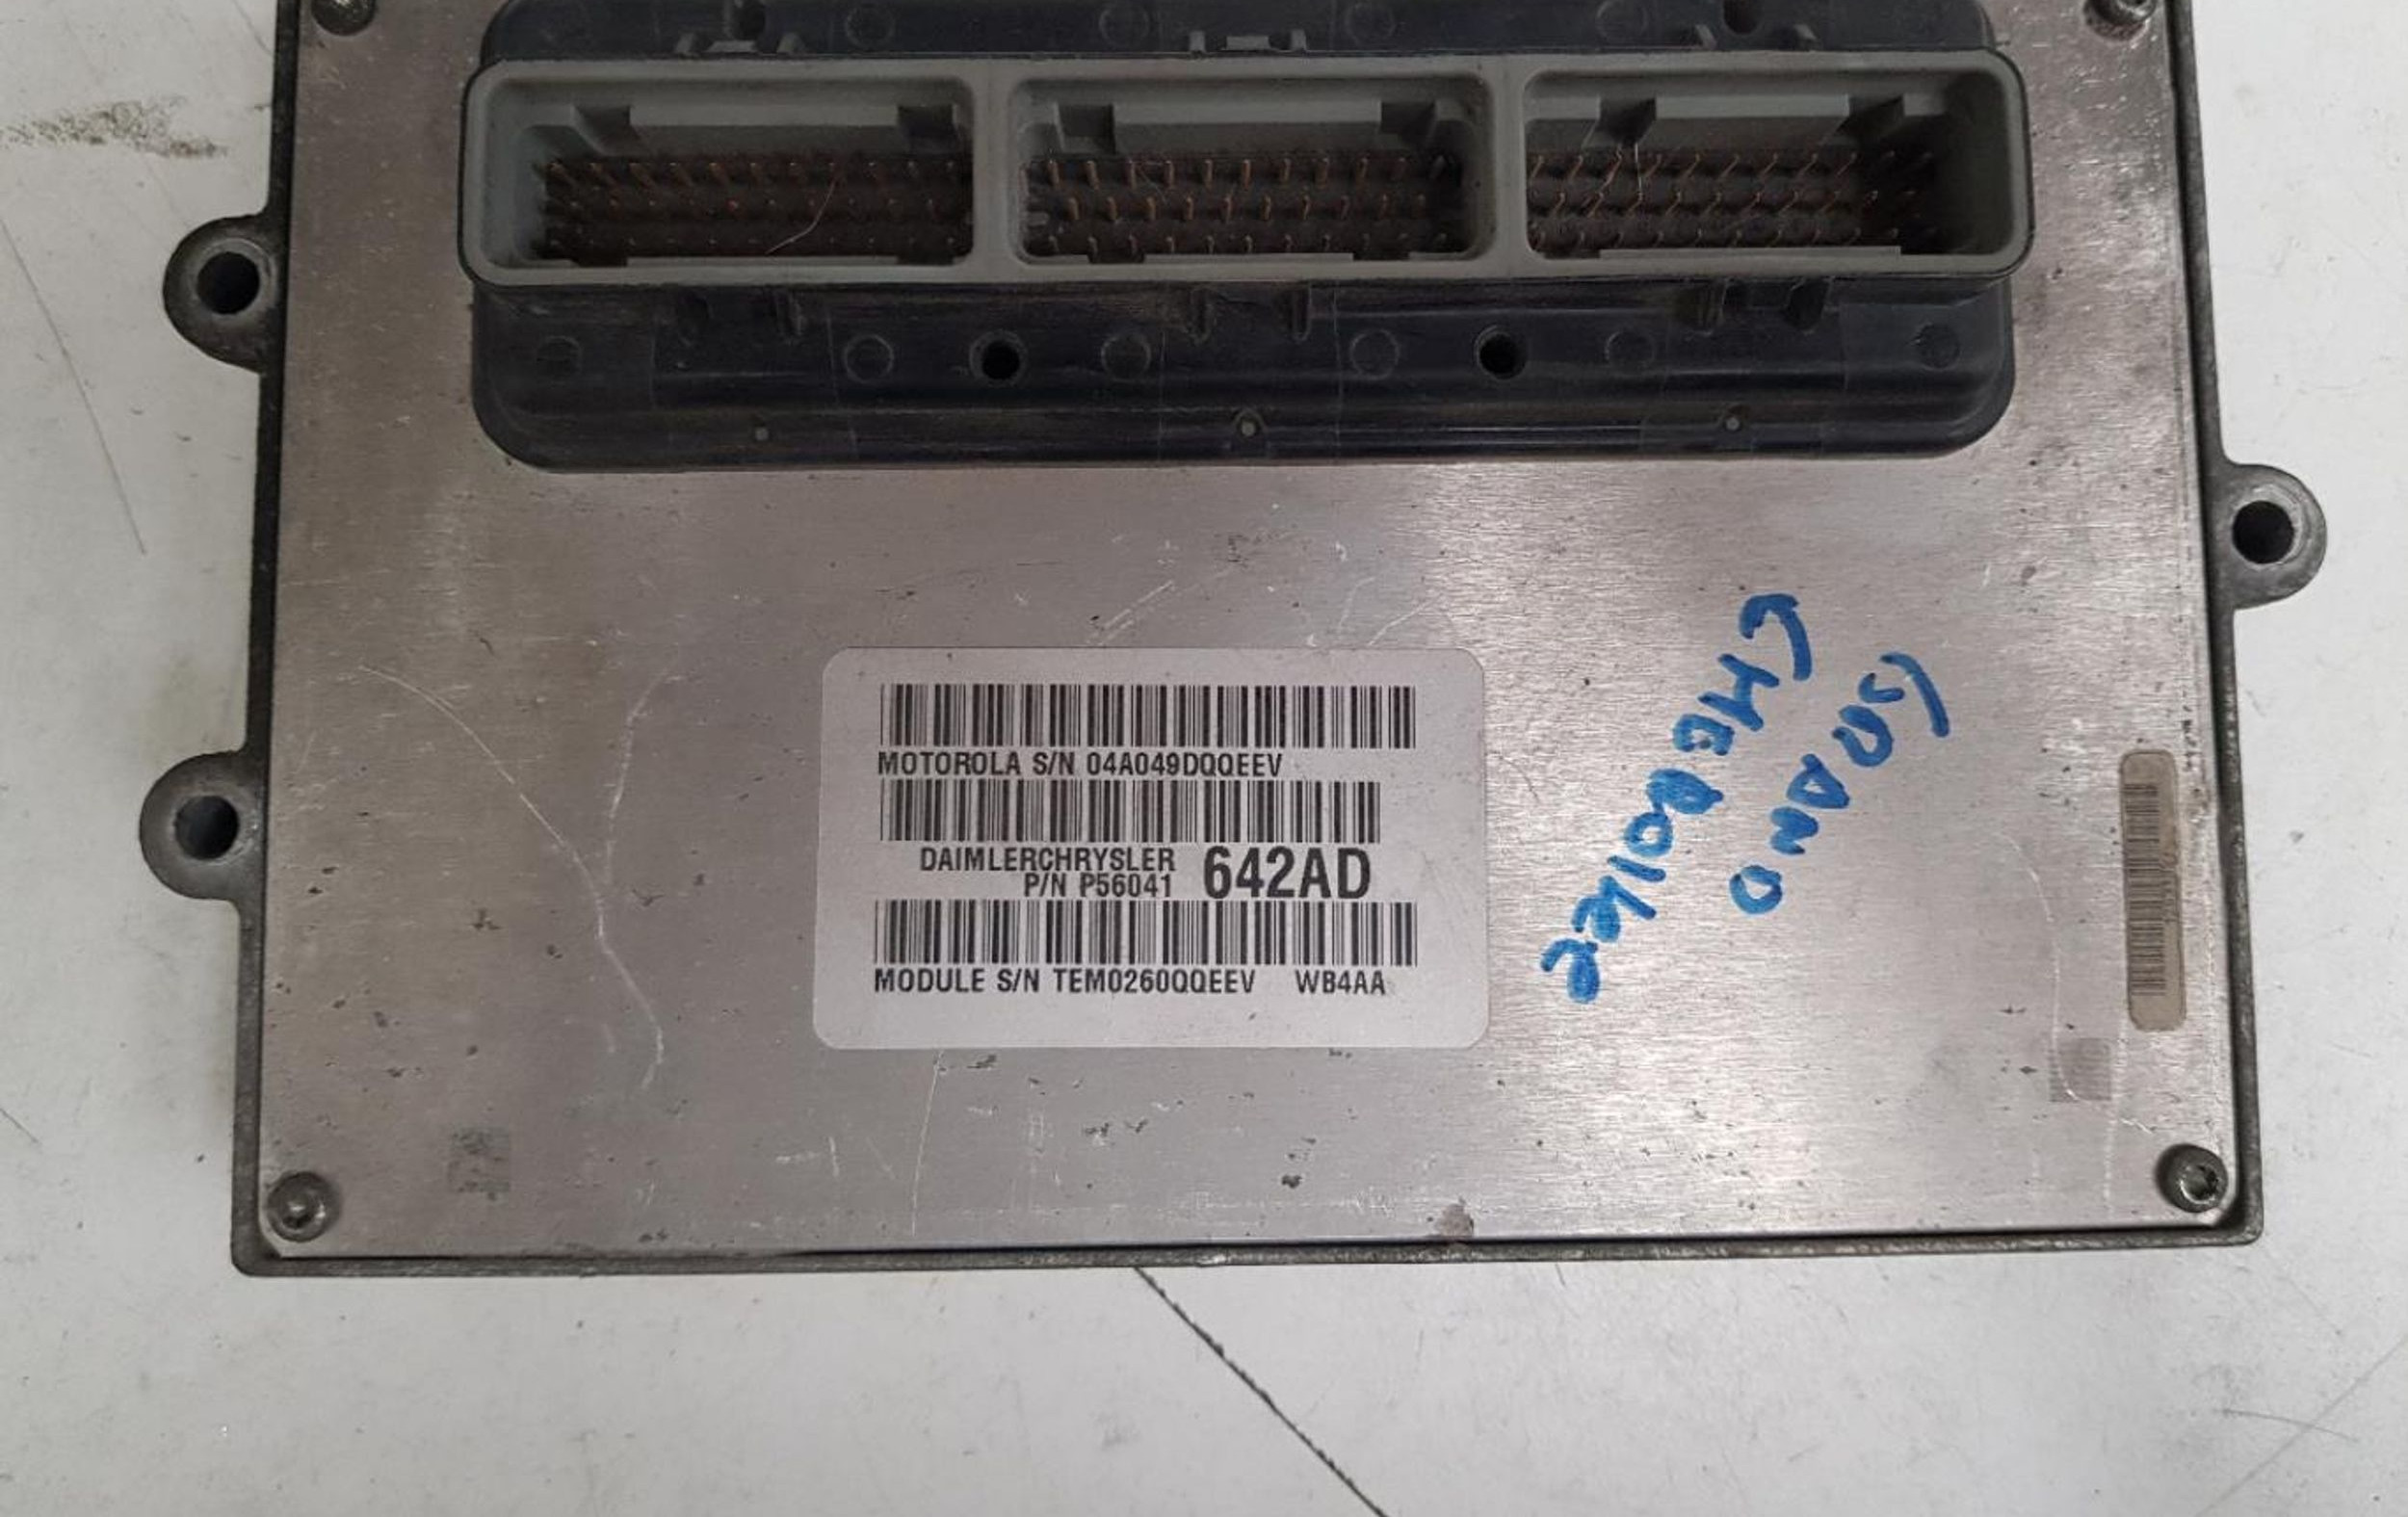 MOTOROLA S/N 04A049DQQEEV
DAIMLERCHRYSLER
P/N P56041 642AD
MODULE S/N TEM0260QQEEV WB4AA
GRAND
CHEROKEE